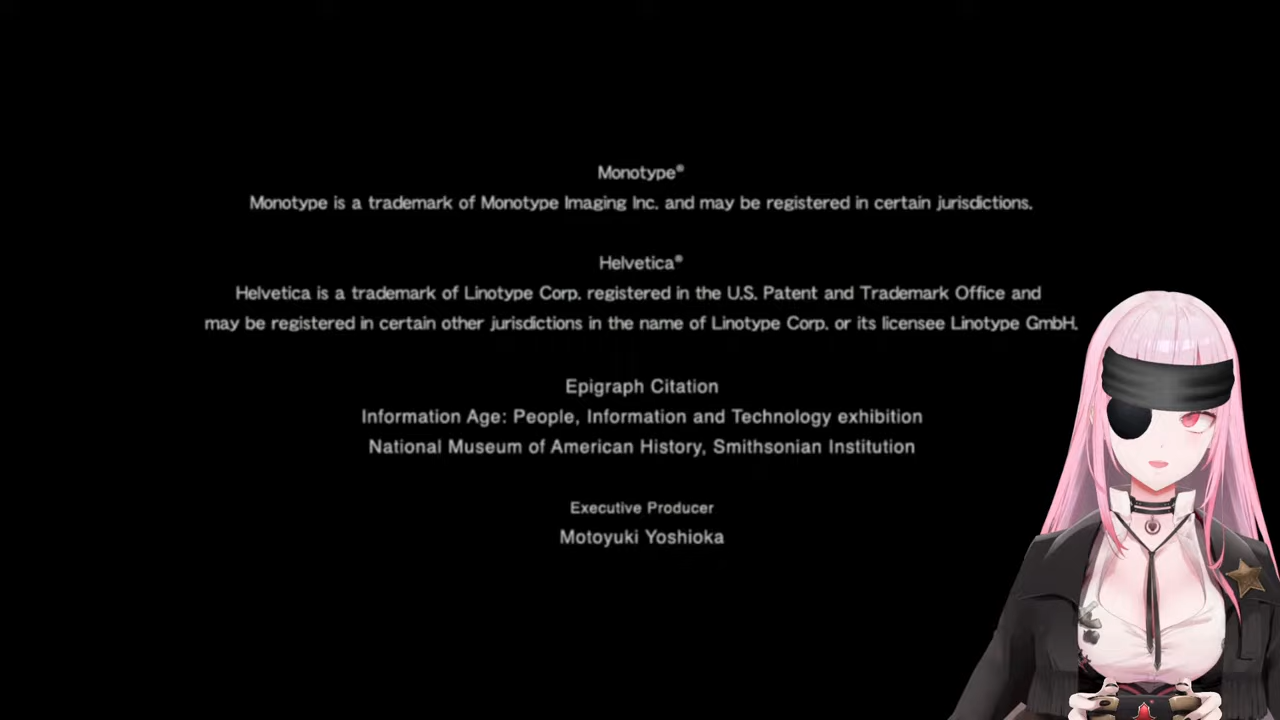 Monotype®
Monotype is a trademark of Monotype Imaging Inc. and may be registered in certain jurisdictions.
Helvetica®
Helvetica is a trademark of Linotype Corp. registered in the U.S. Patent and Trademark Office and
may be registered in certain other jurisdictions in the name of Linotype Corp. or its licensee Linotype GmbH.
Epigraph Citation
Information Age: People, Information and Technology exhibition
National Museum of American History, Smithsonian Institution
Executive Producer
Motoyuki Yoshioka